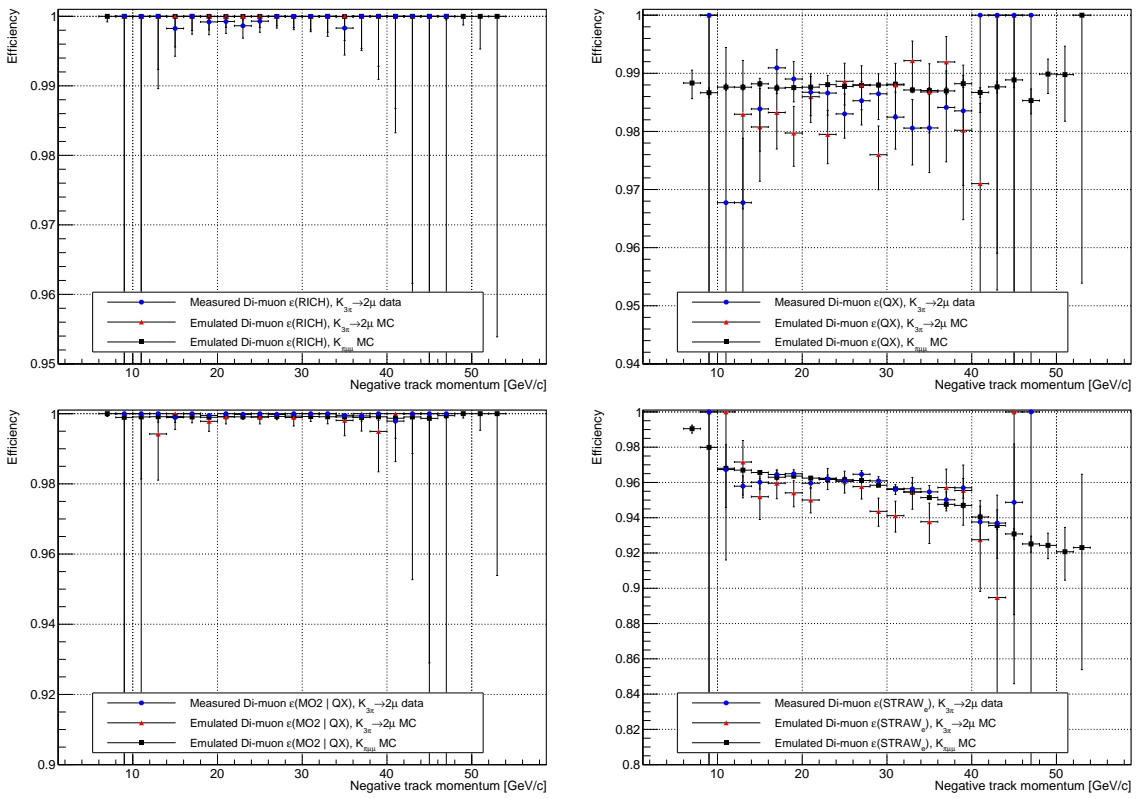 Efficiency
1
0.99
0.98
0.97
0.96
0.95
10 20 30 40 50
Negative track momentum [GeV/c]
Measured Di-muon ε(RICH), K3π→2μ data
Emulated Di-muon ε(RICH), K3π→2μ MC
Emulated Di-muon ε(RICH), Kπμμ MC
Efficiency
1
0.99
0.98
0.97
0.96
0.95
0.94
10 20 30 40 50
Negative track momentum [GeV/c]
Measured Di-muon ε(QX), K3π→2μ data
Emulated Di-muon ε(QX), K3π→2μ MC
Emulated Di-muon ε(QX), Kπμμ MC
Efficiency
1
0.98
0.96
0.94
0.92
0.9
10 20 30 40 50
Negative track momentum [GeV/c]
Measured Di-muon ε(MO2 | QX), K3π→2μ data
Emulated Di-muon ε(MO2 | QX), K3π→2μ MC
Emulated Di-muon ε(MO2 | QX), Kπμμ MC
Efficiency
1
0.98
0.96
0.94
0.92
0.9
0.88
0.86
0.84
0.82
0.8
10 20 30 40 50
Negative track momentum [GeV/c]
Measured Di-muon ε(STRAWe), K3π→2μ data
Emulated Di-muon ε(STRAWe), K3π→2μ MC
Emulated Di-muon ε(STRAWe), Kπμμ MC